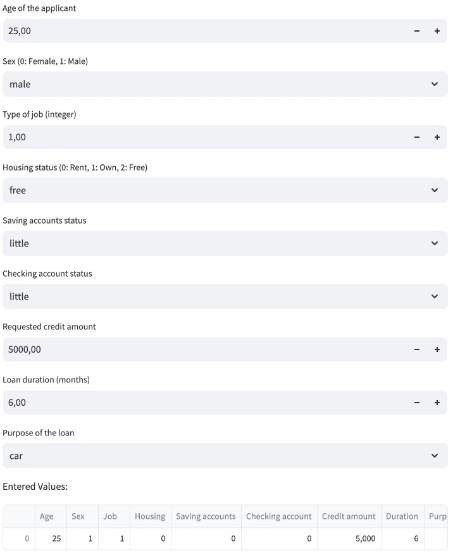 Age of the applicant
25,00
Sex (0: Female, 1: Male)
male
Type of job (integer)
1,00
Housing status (0: Rent, 1: Own, 2: Free)
free
Saving accounts status
little
Checking account status
little
Requested credit amount
5000,00
Loan duration (months)
6,00
Purpose of the loan
car
Entered Values:
Age Sex Job Housing Saving accounts Checking account Credit amount Duration Purp
0 25 1 1 0 0 0 5,000 6